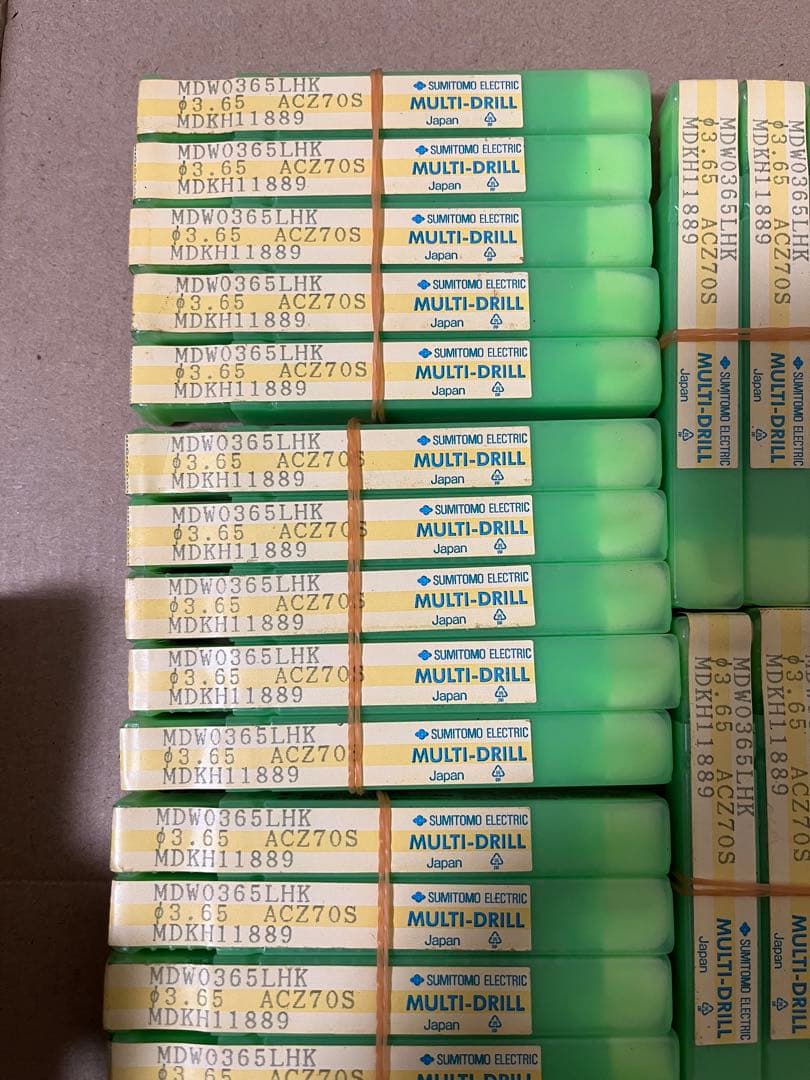 MDW0365LHK
φ3.65 ACZ70S
MDKH11889
SUMITOMO ELECTRIC
MULTI-DRILL
Japan
MDW0365LHK
φ3.65 ACZ70S
MDKH11889
SUMITOMO ELECTRIC
MULTI-DRILL
Japan
MDW0365LHK
φ3.65 ACZ70S
MDKH11889
SUMITOMO ELECTRIC
MULTI-DRILL
Japan
MDW0365LHK
φ3.65 ACZ70S
MDKH11889
SUMITOMO ELECTRIC
MULTI-DRILL
Japan
MDW0365LHK
φ3.65 ACZ70S
MDKH11889
SUMITOMO ELECTRIC
MULTI-DRILL
Japan
MDW0365LHK
φ3.65 ACZ70S
MDKH11889
SUMITOMO ELECTRIC
MULTI-DRILL
Japan
MDW0365LHK
φ3.65 ACZ70S
MDKH11889
SUMITOMO ELECTRIC
MULTI-DRILL
Japan
MDW0365LHK
φ3.65 ACZ70S
MDKH11889
SUMITOMO ELECTRIC
MULTI-DRILL
Japan
MDW0365LHK
φ3.65 ACZ70S
MDKH11889
SUMITOMO ELECTRIC
MULTI-DRILL
Japan
MDW0365LHK
φ3.65 ACZ70
MDKH11889
SUMITOMO ELECTRIC
MULTI-DRILL
Japan
MDW0365LHK
φ3.65 ACZ70S
MDKH11889
SUMITOMO ELECTRIC
MULTI-DRILL
Japan
MDW0365LHK
φ3.65 ACZ70S
MDKH11889
SUMITOMO ELECTRIC
MULTI-DRILL
Japan
MDW0365LHK
φ3.65 ACZ70S
MDKH11889
SUMITOMO ELECTRIC
MULTI-DRILL
Japan
MDW0365LHK
SUMITOMO ELECTRIC
MULTI-DRILL
MDW0365LHK
φ3.65 ACZ70S
MDKH11889
SUMITOMO ELECTRIC
MULTI-DRILL
Japan
MDW0365LHK
φ3.65 ACZ70S
MDKH11889
SUMITOMO ELECTRIC
MULTI-DRILL
Japan
MDW0365LHK
φ3.65 ACZ70S
MDKH11889
SUMITOMO ELECTRIC
MULTI-DRILL
Japan
φ3.65 ACZ70S
MDKH11889
MULTI-DRILL
Japan